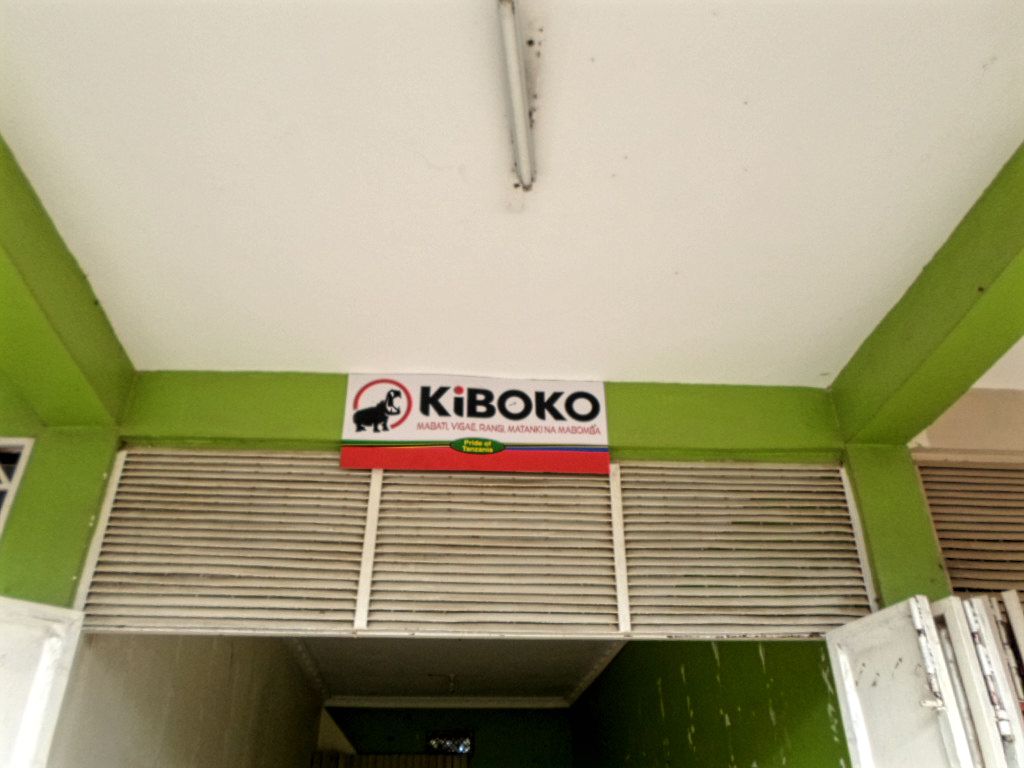 KiBOKO
MABATI, VIGAE, RANGI, MATANKI NA MABOMBA
Pride of
Tanzania